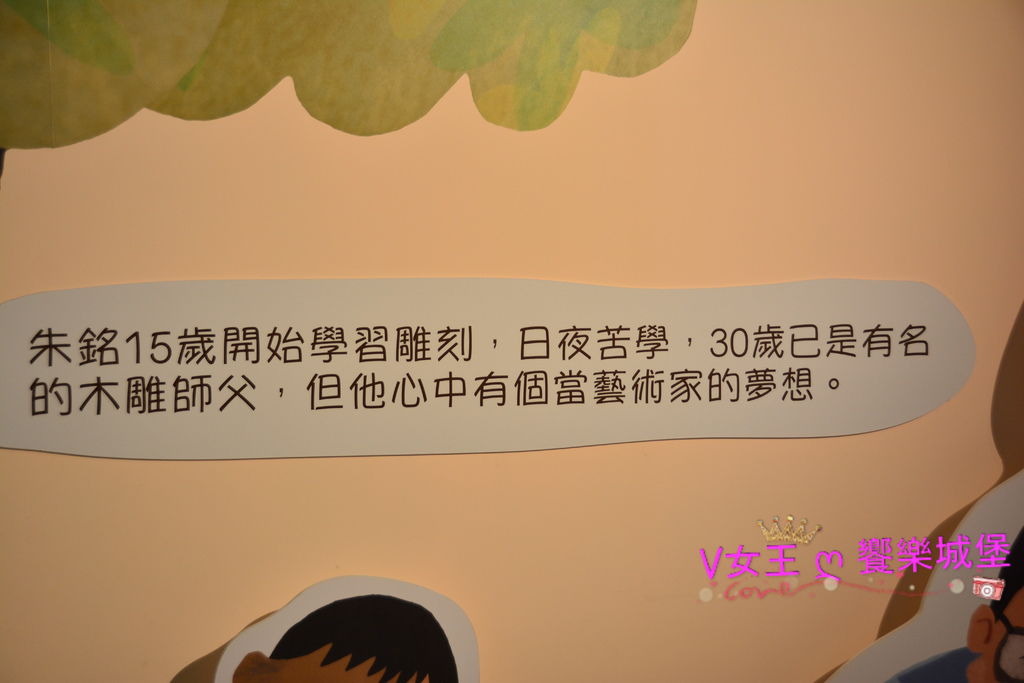 朱銘15歲開始學習雕刻，日夜苦學，30歲已是有名
的木雕師父，但他心中有個當藝術家的夢想。
V女王 ღ 饗樂城堡